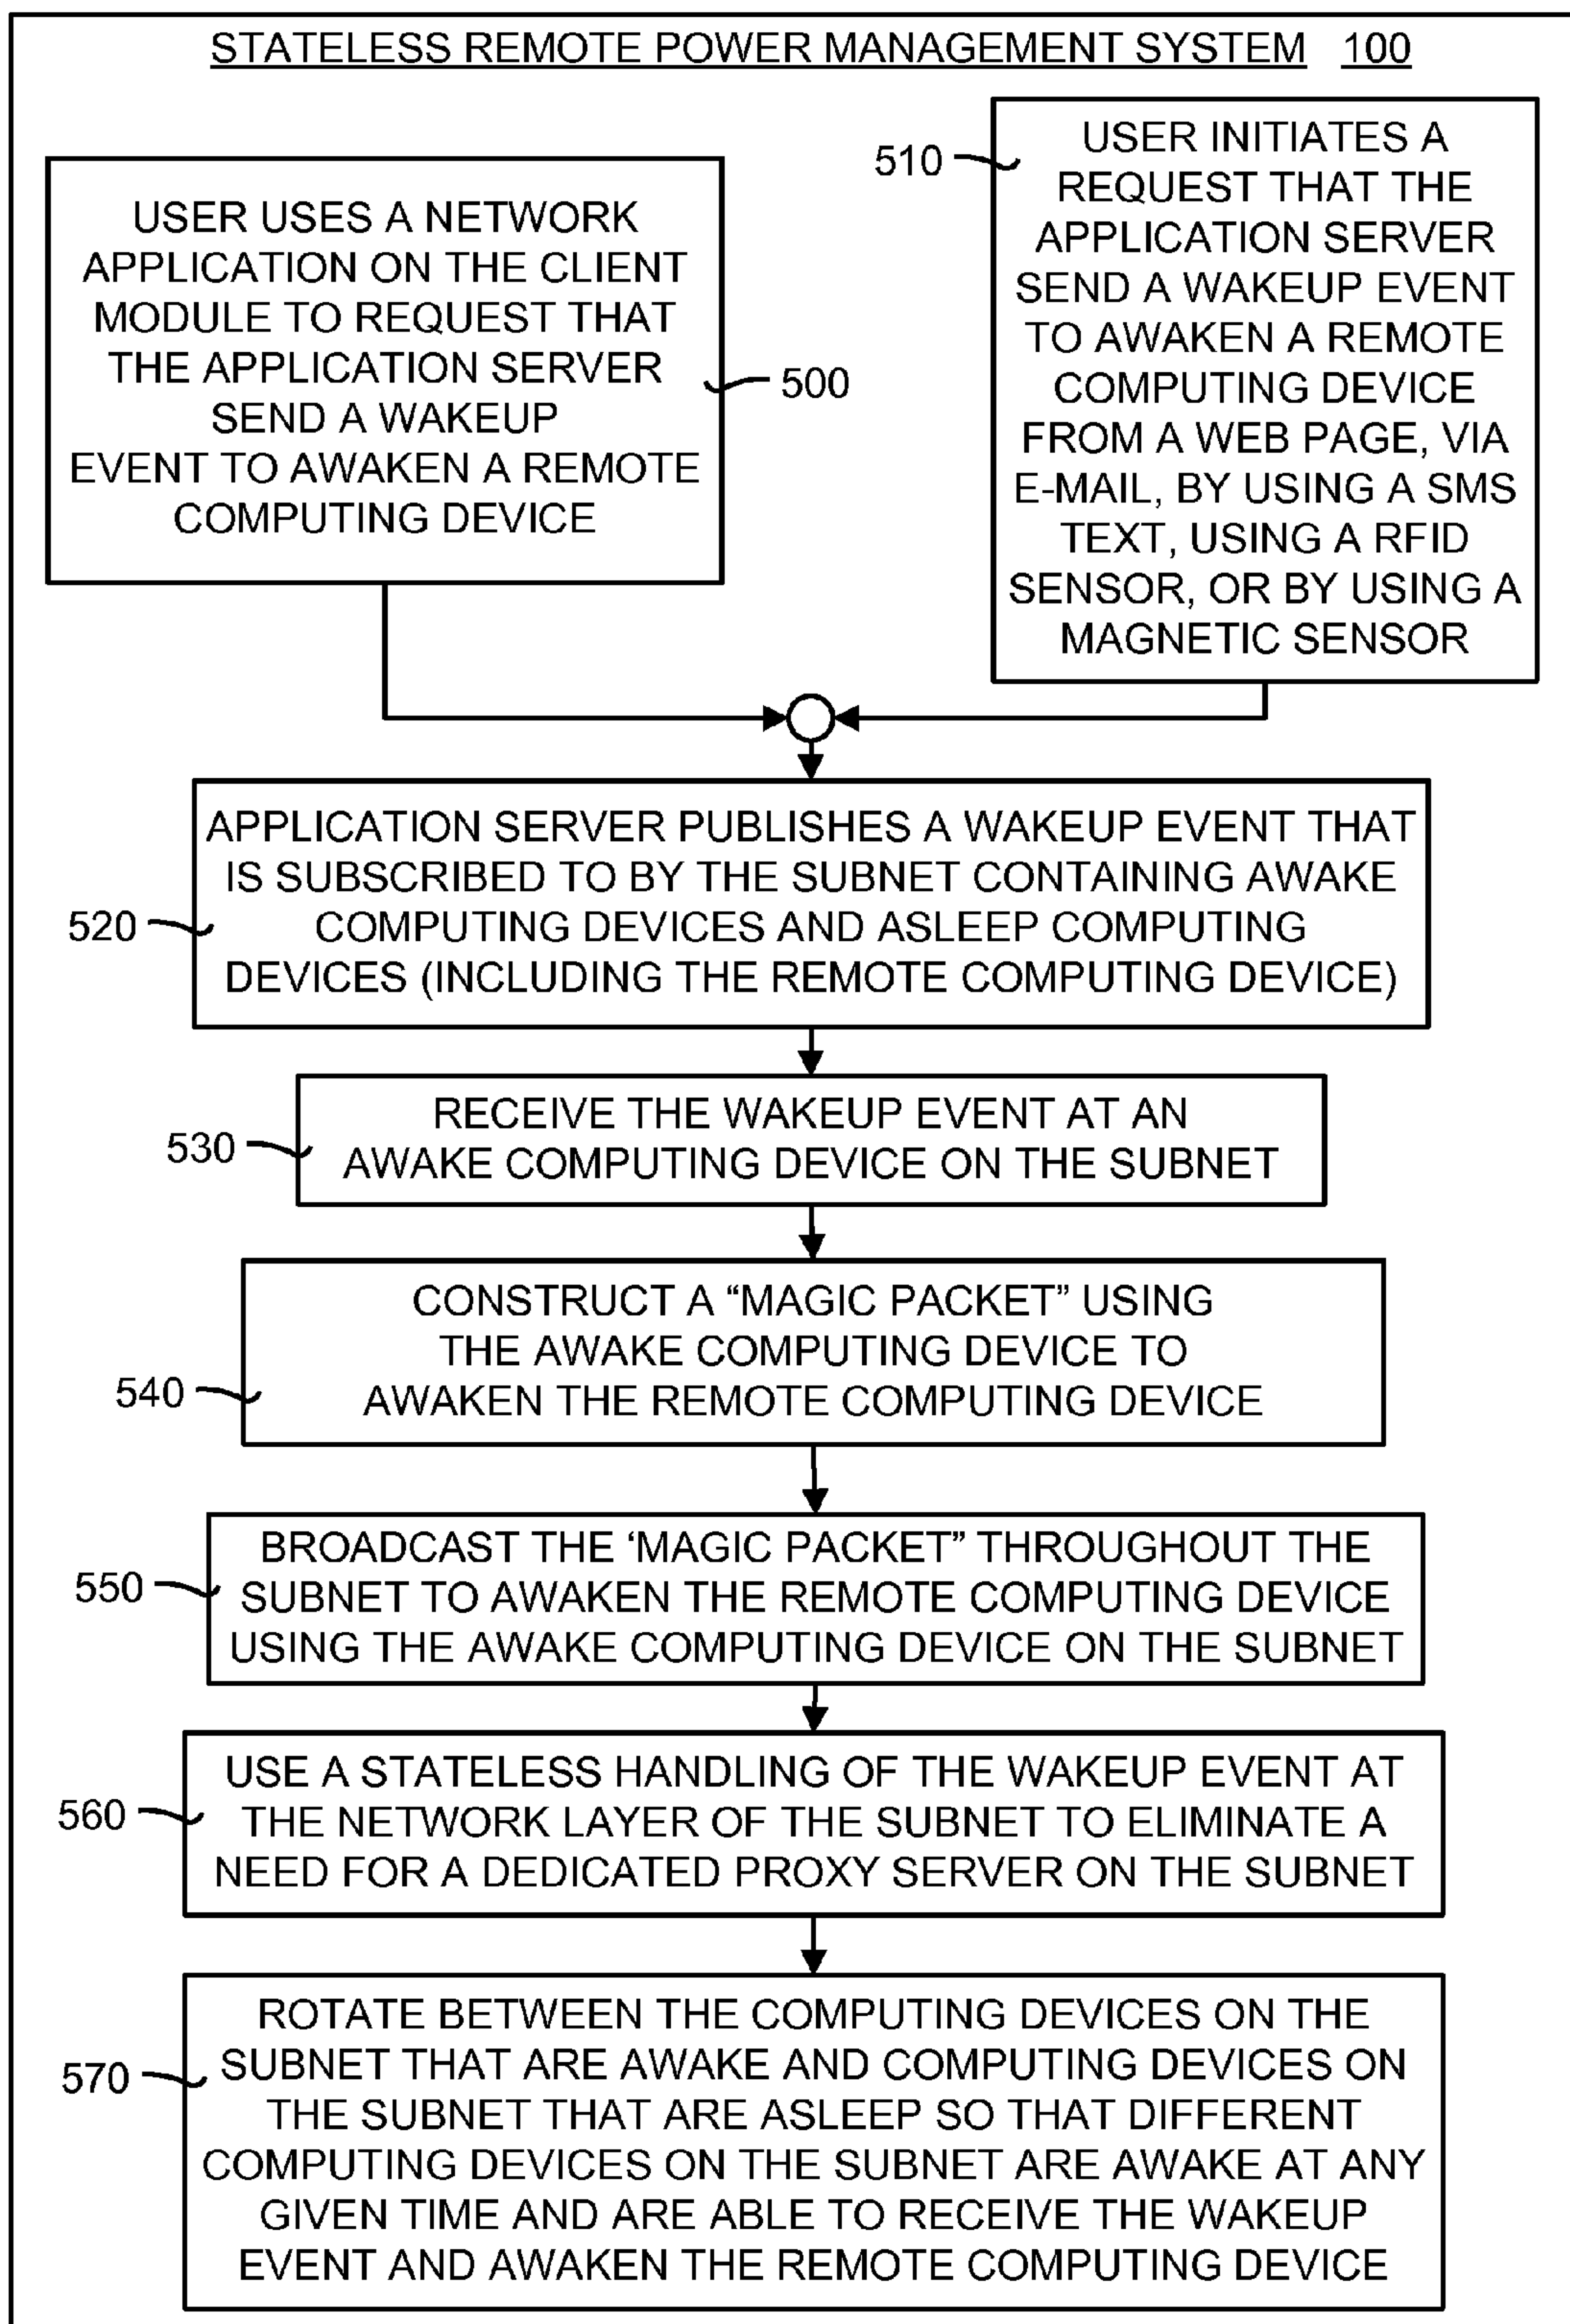 STATELESS REMOTE POWER MANAGEMENT SYSTEM 100
USER USES A NETWORK
APPLICATION ON THE CLIENT
MODULE TO REQUEST THAT
THE APPLICATION SERVER
SEND A WAKEUP
EVENT TO AWAKEN A REMOTE
COMPUTING DEVICE
500
510
USER INITIATES A
REQUEST THAT THE
APPLICATION SERVER
SEND A WAKEUP EVENT
TO AWAKEN A REMOTE
COMPUTING DEVICE
FROM A WEB PAGE, VIA
E-MAIL, BY USING A SMS
TEXT, USING A RFID
SENSOR, OR BY USING A
MAGNETIC SENSOR
520
APPLICATION SERVER PUBLISHES A WAKEUP EVENT THAT
IS SUBSCRIBED TO BY THE SUBNET CONTAINING AWAKE
COMPUTING DEVICES AND ASLEEP COMPUTING
DEVICES (INCLUDING THE REMOTE COMPUTING DEVICE)
530
RECEIVE THE WAKEUP EVENT AT AN
AWAKE COMPUTING DEVICE ON THE SUBNET
540
CONSTRUCT A “MAGIC PACKET” USING
THE AWAKE COMPUTING DEVICE TO
AWAKEN THE REMOTE COMPUTING DEVICE
550
BROADCAST THE ‘MAGIC PACKET” THROUGHOUT THE
SUBNET TO AWAKEN THE REMOTE COMPUTING DEVICE
USING THE AWAKE COMPUTING DEVICE ON THE SUBNET
560
USE A STATELESS HANDLING OF THE WAKEUP EVENT AT
THE NETWORK LAYER OF THE SUBNET TO ELIMINATE A
NEED FOR A DEDICATED PROXY SERVER ON THE SUBNET
570
ROTATE BETWEEN THE COMPUTING DEVICES ON THE
SUBNET THAT ARE AWAKE AND COMPUTING DEVICES ON
THE SUBNET THAT ARE ASLEEP SO THAT DIFFERENT
COMPUTING DEVICES ON THE SUBNET ARE AWAKE AT ANY
GIVEN TIME AND ARE ABLE TO RECEIVE THE WAKEUP
EVENT AND AWAKEN THE REMOTE COMPUTING DEVICE